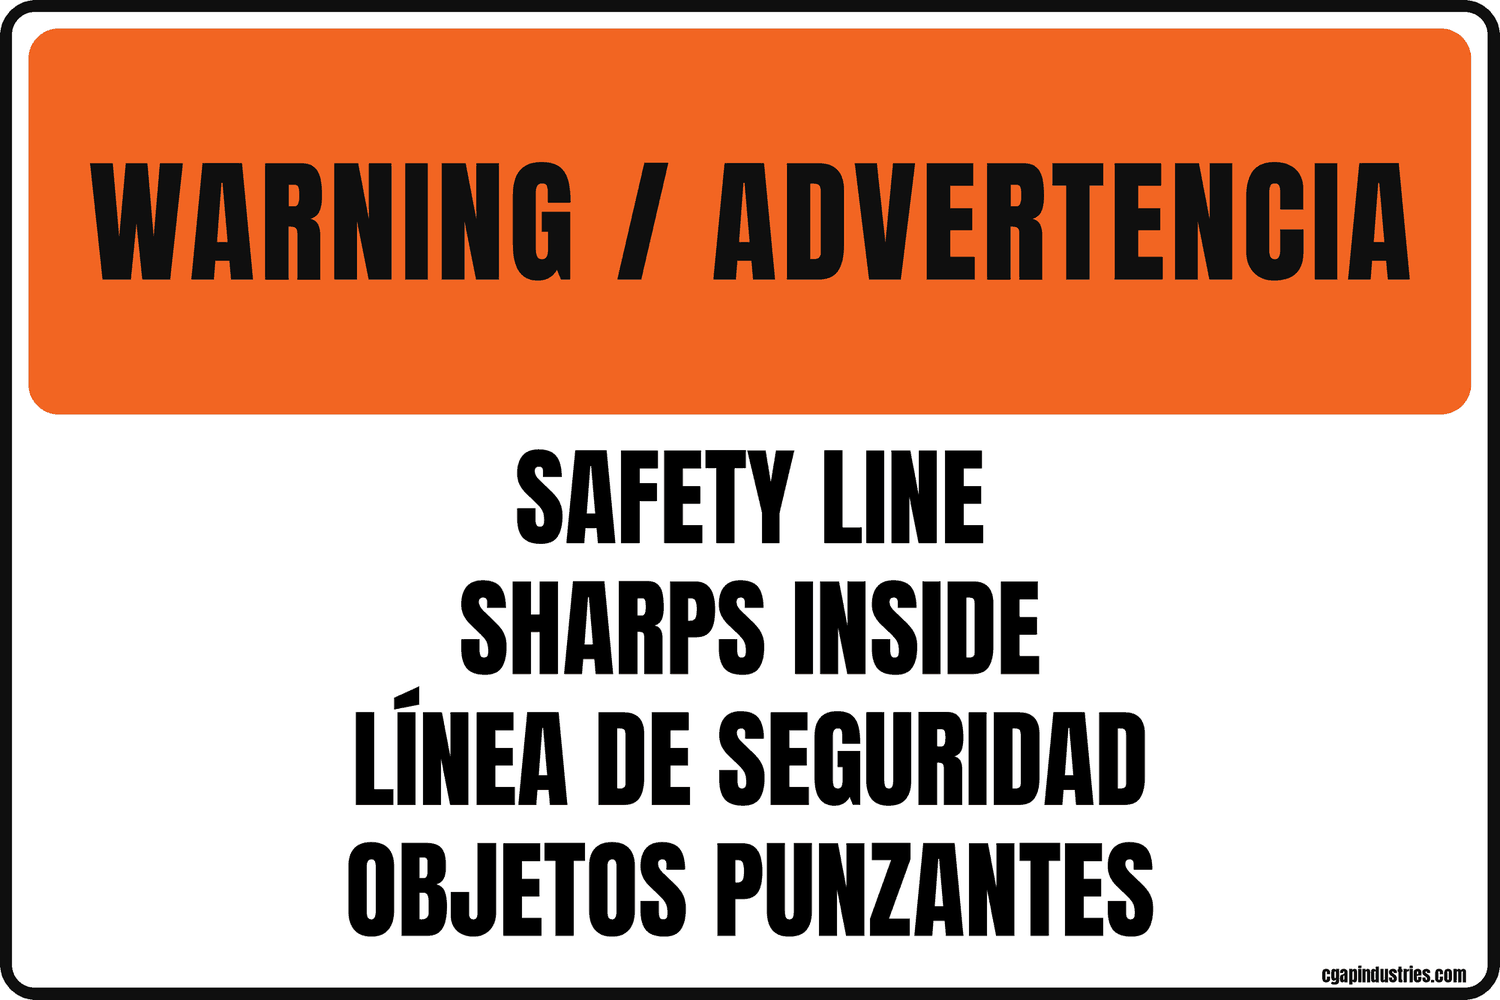 WARNING / ADVERTENCIA
SAFETY LINE
SHARPS INSIDE
LÍNEA DE SEGURIDAD
OBJETOS PUNZANTES
cgapindustries.com